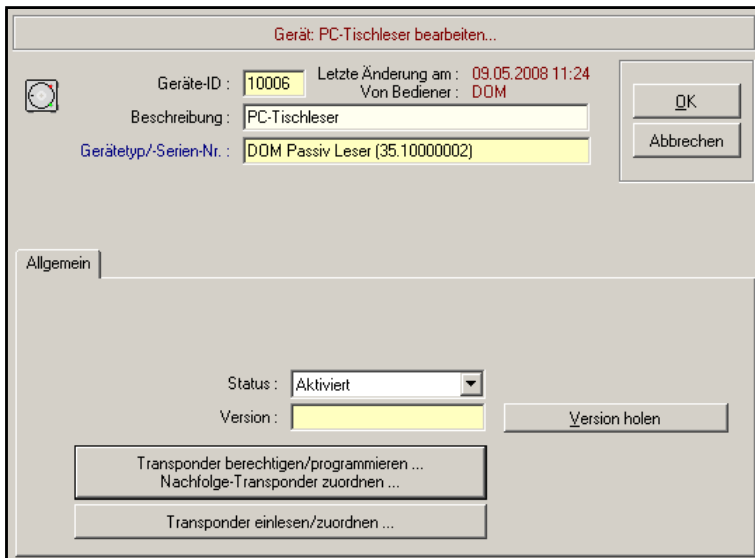 Gerät: PC-Tischleser bearbeiten...
Geräte-ID : 10006 Letzte Änderung am : 09.05.2008 11:24
Von Bediener : DOM
OK
Beschreibung : PC-Tischleser
Abbrechen
Gerätetyp/-Serien-Nr. : DOM Passiv Leser (35.10000002)
Allgemein
Status : Aktiviert
Version : Version holen
Transponder berechtigen/programmieren ...
Nachfolge-Transponder zuordnen ...
Transponder einlesen/zuordnen ...